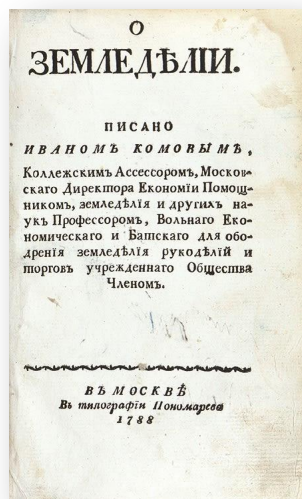 О
ЗЕМЛЕДѢЛІИ.
ПИСАНО
ИВАНОМЪ КОМОВЫМЪ,
Коллежскимъ Ассессоромъ, Москов-
скаго Директора Економіи Помощ-
никомъ, земледѣлія и другихъ на-
укъ Профессоромъ, Вольнаго Еко-
номическаго и Батскаго для обо-
дренія земледѣлія рукодѣлій и
торговъ учрежденнаго Общества
Членомъ.
ВЪ МОСКВѢ
Въ типографіи Пономарева
1788